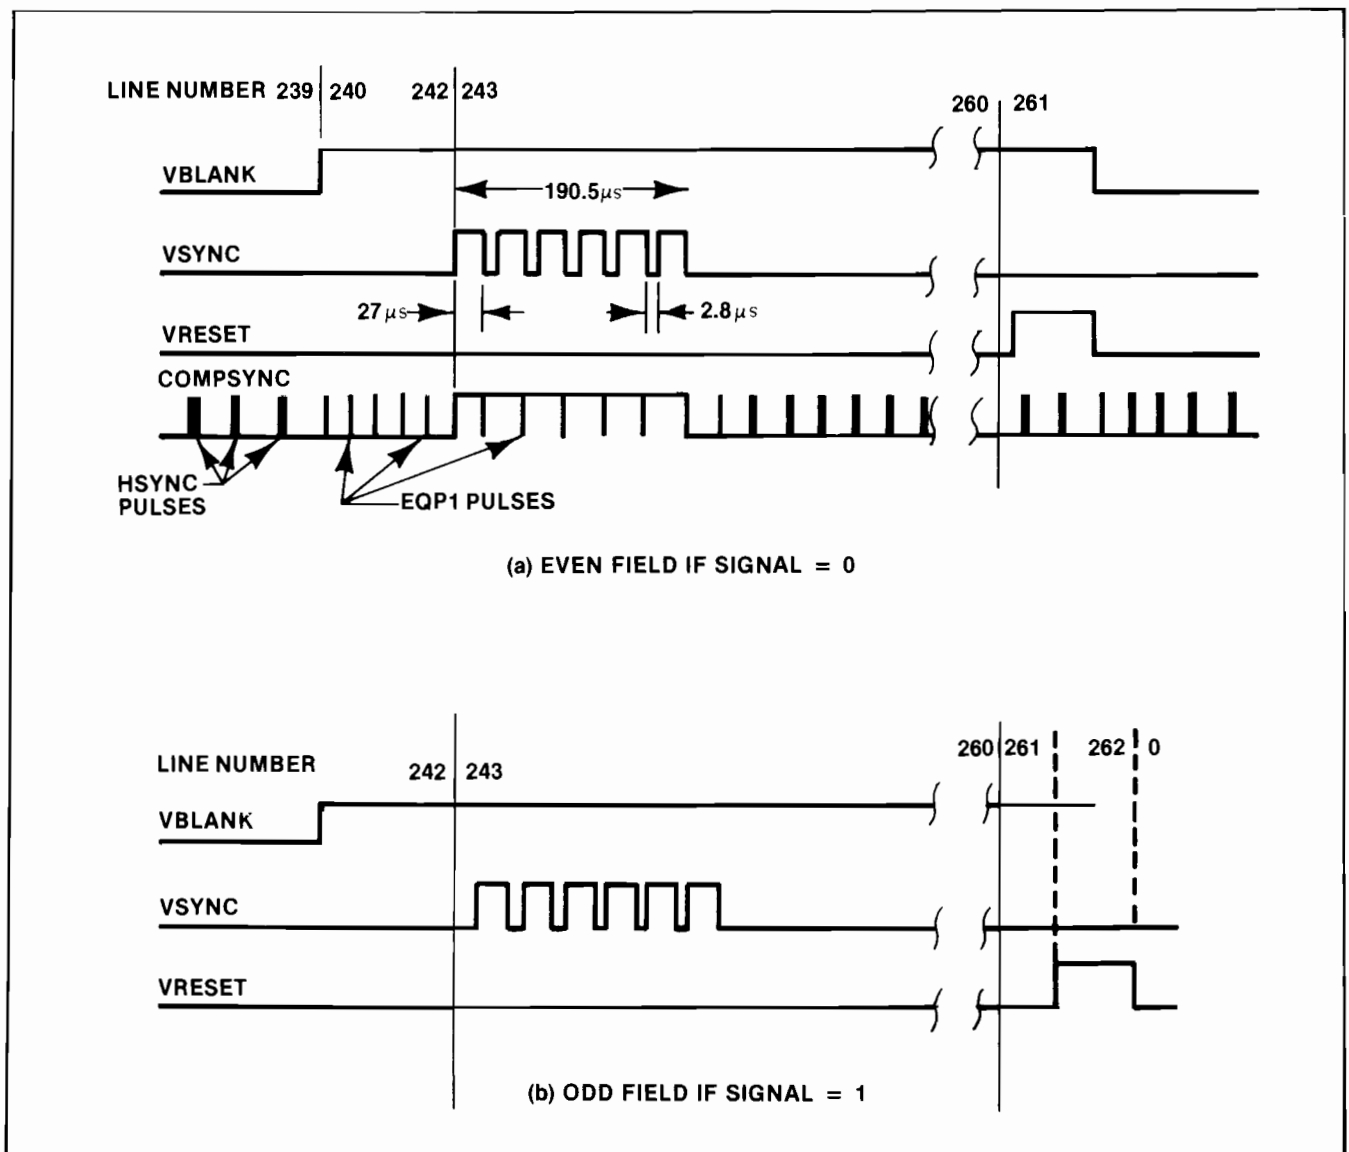 LINE NUMBER 239 240 242 243
260 261
VBLANK
190.5μs
VSYNC
27μs 2.8μs
VRESET
COMPSYNC
HSYNC
PULSES
EQP1 PULSES
(a) EVEN FIELD IF SIGNAL = 0
LINE NUMBER 242 243 260 261 262 0
VBLANK
VSYNC
VRESET
(b) ODD FIELD IF SIGNAL = 1